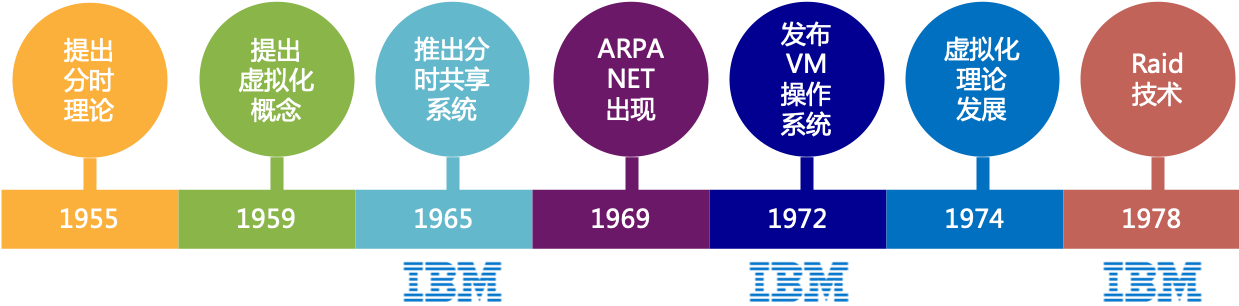 提出
分时
理论
提出
虚拟化
概念
推出分
时共享
系统
ARPA
NET
出现
发布
VM
操作
系统
虚拟化
理论
发展
Raid
技术
1955
1959
1965
1969
1972
1974
1978
IBM
IBM
IBM